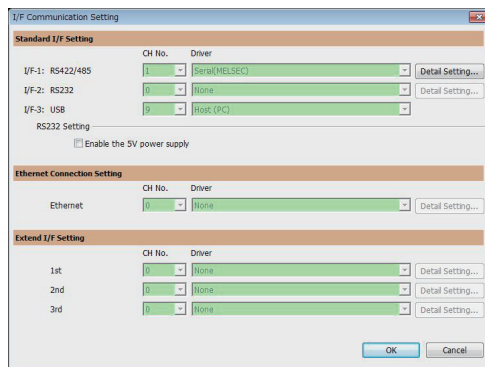 I/F Communication Setting
Standard I/F Setting
CH No. Driver
I/F-1: RS422/485 1 Serial(MELSEC) Detail Setting...
I/F-2: RS232 0 None Detail Setting...
I/F-3: USB 9 Host (PC)
RS232 Setting
Enable the 5V power supply
Ethernet Connection Setting
CH No. Driver
Ethernet 0 None Detail Setting...
Extend I/F Setting
CH No. Driver
1st 0 None Detail Setting...
2nd 0 None Detail Setting...
3rd 0 None Detail Setting...
OK Cancel